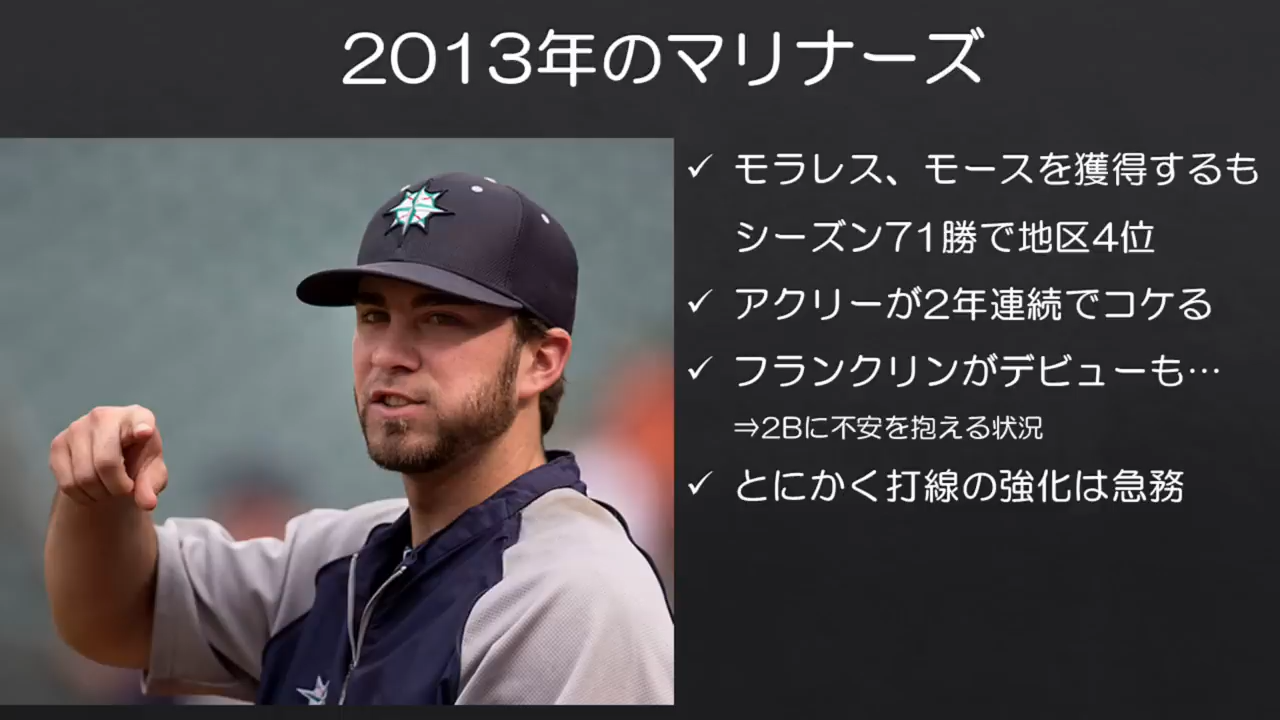 2013年のマリナーズ
✓ モラレス、モースを獲得するも
シーズン71勝で地区4位
✓ アクリーが2年連続でコケる
✓ フランクリンがデビューも…
⇒2Bに不安を抱える状況
✓ とにかく打線の強化は急務